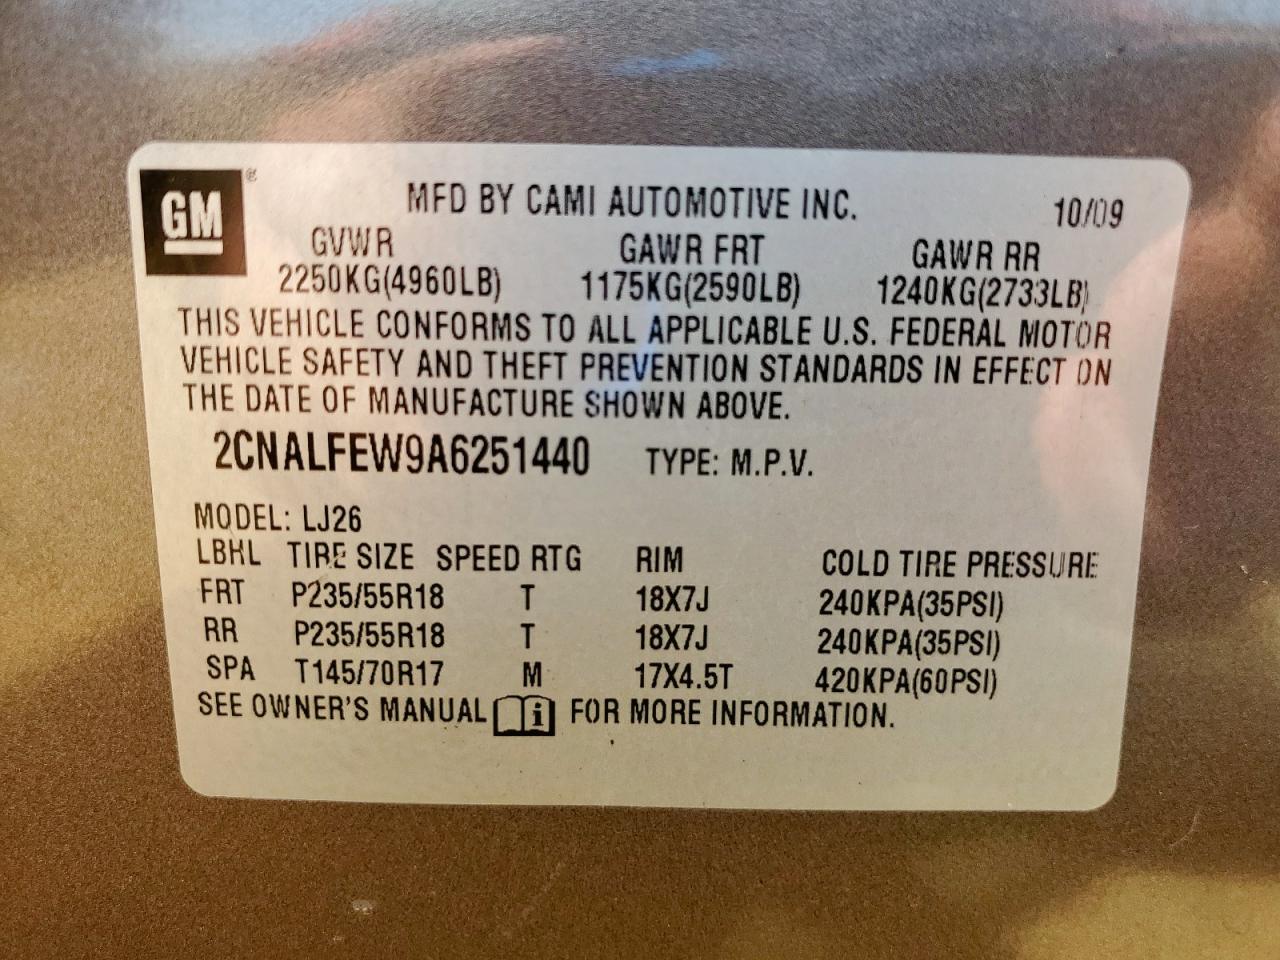 GM®
MFD BY CAMI AUTOMOTIVE INC. 10/09
GVWR GAWR FRT GAWR RR
2250KG(4960LB) 1175KG(2590LB) 1240KG(2733LB)
THIS VEHICLE CONFORMS TO ALL APPLICABLE U.S. FEDERAL MOTOR
VEHICLE SAFETY AND THEFT PREVENTION STANDARDS IN EFFECT ON
THE DATE OF MANUFACTURE SHOWN ABOVE.
2CNALFEW9A6251440 TYPE: M.P.V.
MODEL: LJ26
LBHL TIRE SIZE SPEED RTG RIM COLD TIRE PRESSURE
FRT P235/55R18 T 18X7J 240KPA(35PSI)
RR P235/55R18 T 18X7J 240KPA(35PSI)
SPA T145/70R17 M 17X4.5T 420KPA(60PSI)
SEE OWNER'S MANUAL i FOR MORE INFORMATION.